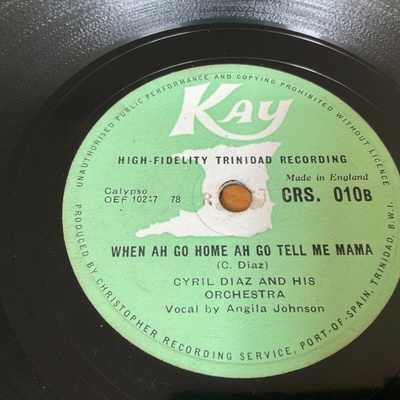 UNAUTHORISED PUBLIC PERFORMANCE AND COPYING PROHIBITED WITHOUT LICENCE
Kay
HIGH-FIDELITY TRINIDAD RECORDING
Calypso
OEF 10247 78
Made in England
CRS. 010B
WHEN AH GO HOME AH GO TELL ME MAMA
(C. Diaz)
CYRIL DIAZ AND HIS
ORCHESTRA
Vocal by Angila Johnson
PRODUCED BY CHRISTOPHER RECORDING SERVICE, PORT-OF-SPAIN, TRINIDAD, B.W.I.